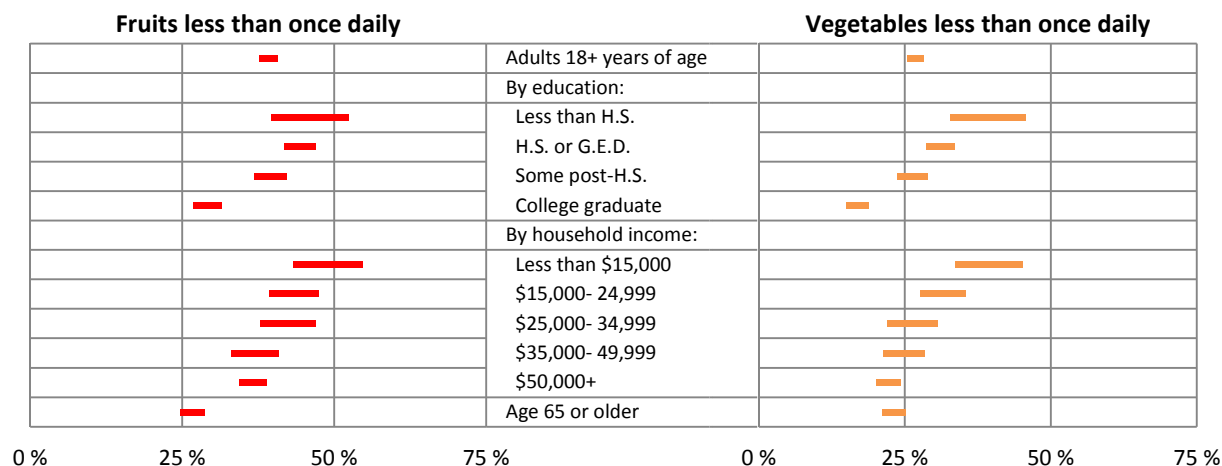 Fruits less than once daily
Vegetables less than once daily
Adults 18+ years of age
By education:
Less than H.S.
H.S. or G.E.D.
Some post-H.S.
College graduate
By household income:
Less than $15,000
$15,000- 24,999
$25,000- 34,999
$35,000- 49,999
$50,000+
Age 65 or older
0 % 25 % 50 % 75 % 0 % 25 % 50 % 75 %